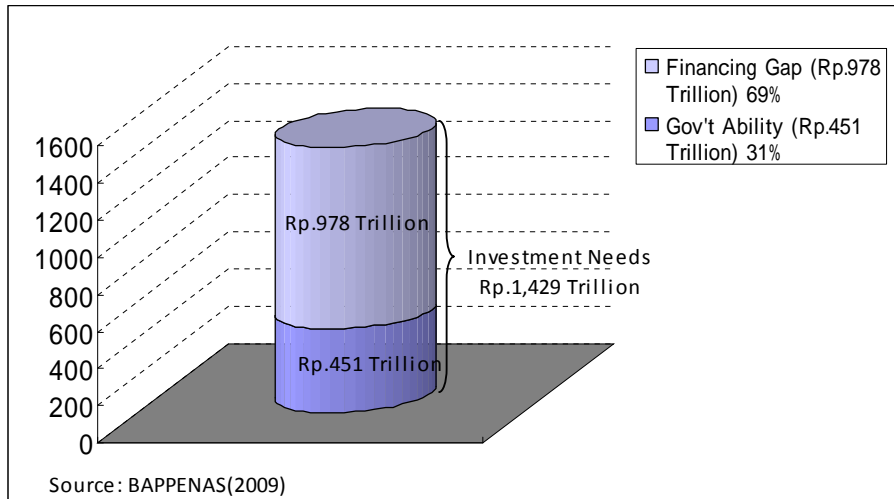 Financing Gap (Rp.978
Trillion) 69%
Gov't Ability (Rp.451
Trillion) 31%
1600
1400
1200
1000
800
600
400
200
0
Rp.978 Trillion
Investment Needs
Rp.1,429 Trillion
Rp.451 Trillion
Source: BAPPENAS(2009)